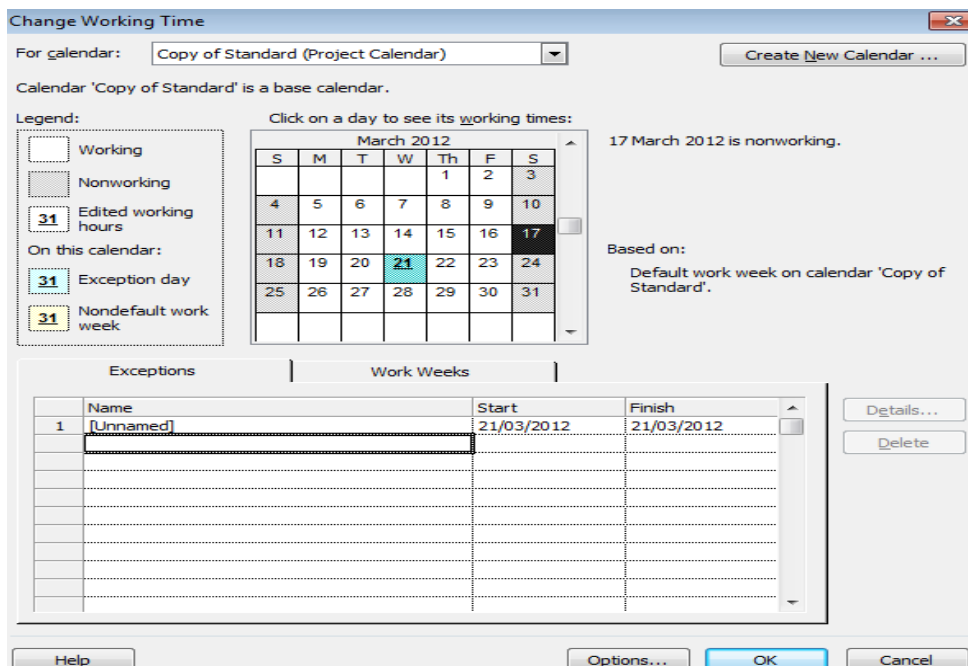 Change Working Time
For calendar: Copy of Standard (Project Calendar) Create New Calendar ...
Calendar 'Copy of Standard' is a base calendar.
Legend:
Working
Nonworking
31 Edited working
hours
On this calendar:
31 Exception day
31 Nondefault work
week
Click on a day to see its working times:
March 2012
S M T W Th F S
1 2 3
4 5 6 7 8 9 10
11 12 13 14 15 16 17
18 19 20 21 22 23 24
25 26 27 28 29 30 31
17 March 2012 is nonworking.
Based on:
Default work week on calendar 'Copy of
Standard'.
Exceptions Work Weeks
Name Start Finish
1 [Unnamed] 21/03/2012 21/03/2012
Details...
Delete
Help Options... OK Cancel